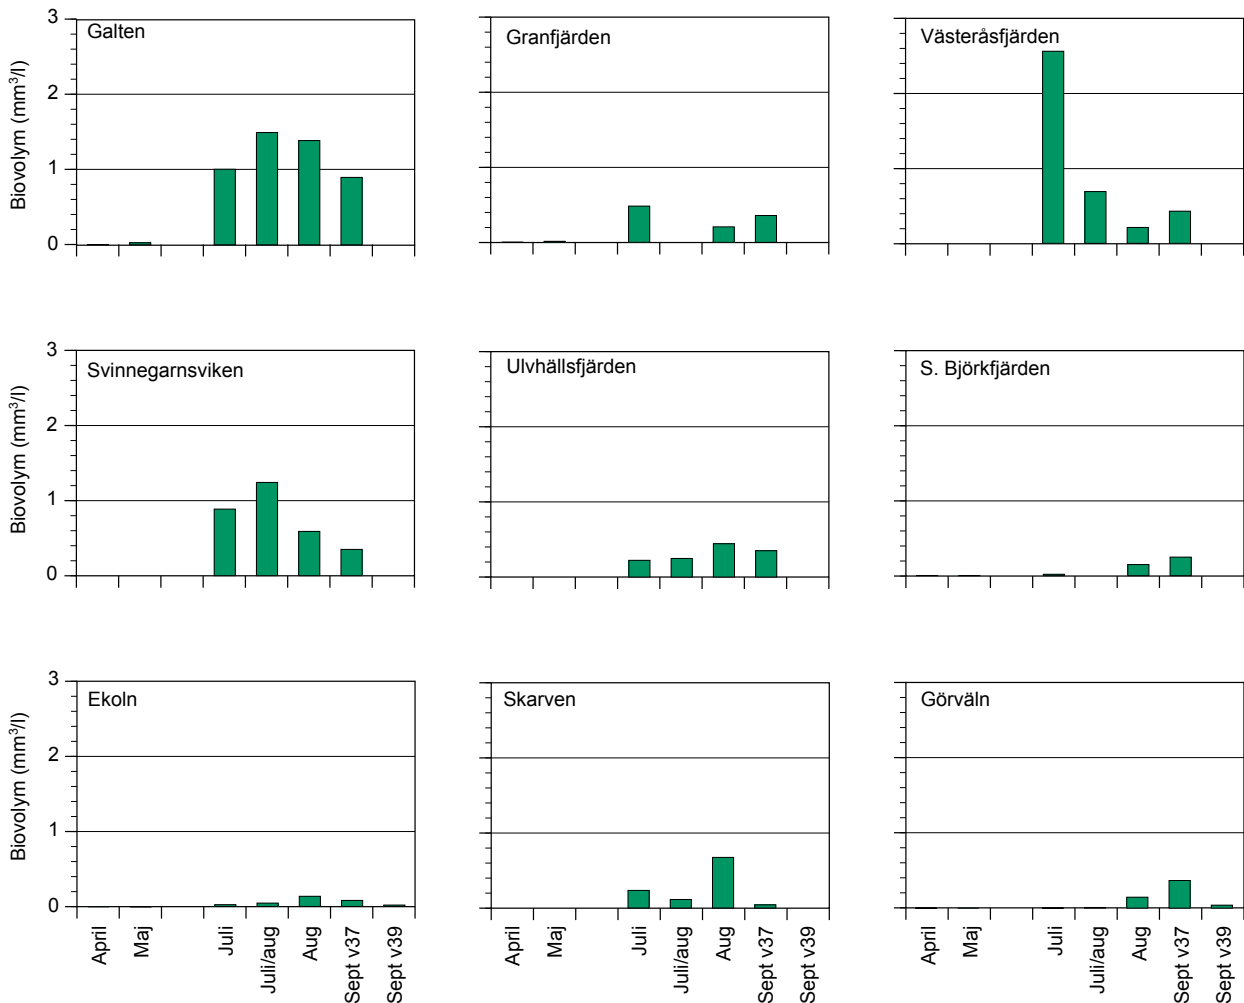 Galten
Granfjärden
Västeråsfjärden
Biovolym (mm³/l)
3
2
1
0
Svinnegarnsviken
Ulvhällsfjärden
S. Björkfjärden
Biovolym (mm³/l)
3
2
1
0
Ekoln
Skarven
Görväln
Biovolym (mm³/l)
3
2
1
0
April
Maj
Juli
Juli/aug
Aug
Sept v37
Sept v39
April
Maj
Juli
Juli/aug
Aug
Sept v37
Sept v39
April
Maj
Juli
Juli/aug
Aug
Sept v37
Sept v39